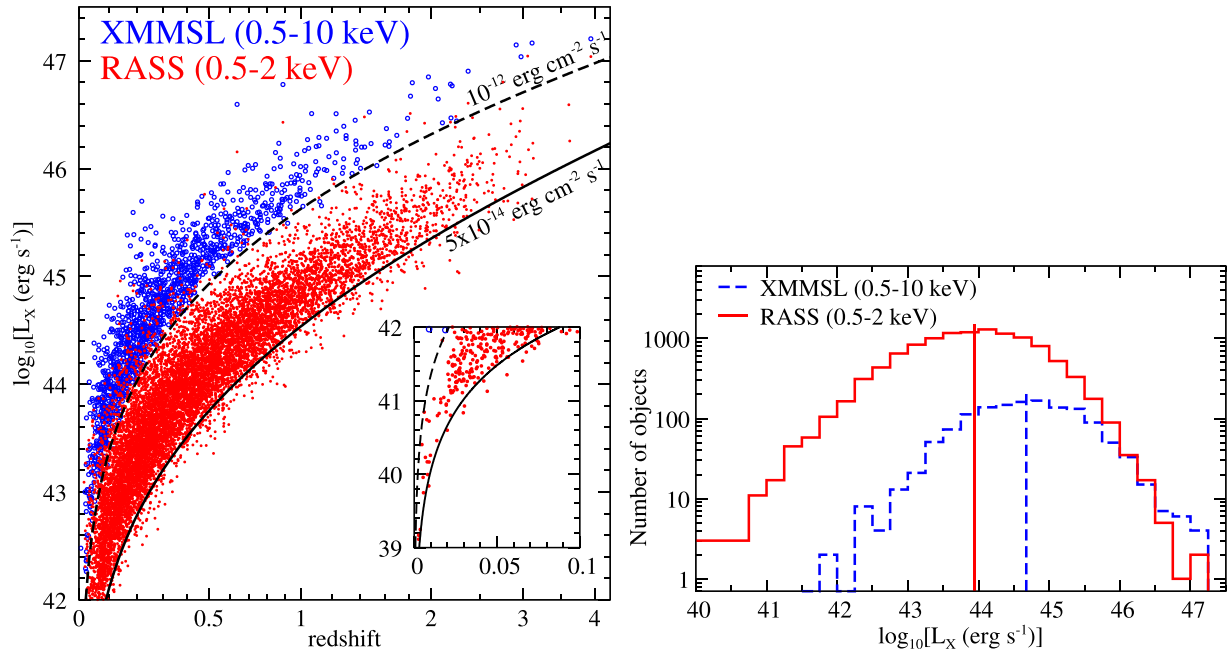 XMMSL (0.5-10 keV)
RASS (0.5-2 keV)
10⁻¹² erg cm⁻² s⁻¹
5x10⁻¹⁴ erg cm⁻² s⁻¹
log₁₀[L_X (erg s⁻¹)]
47
46
45
44
43
42
0 0.5 1 2 3 4
redshift
42
41
40
39
0 0.05 0.1
XMMSL (0.5-10 keV)
RASS (0.5-2 keV)
Number of objects
1000
100
10
1
40 41 42 43 44 45 46 47
log₁₀[L_X (erg s⁻¹)]